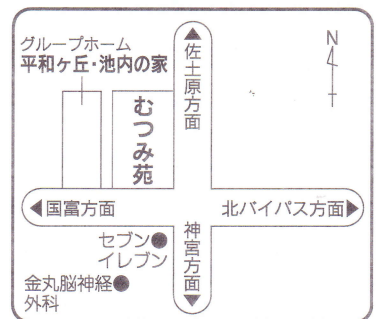 グループホーム
平和ヶ丘・池内の家
むつみ苑
▲佐土原方面
N
◀国富方面
北バイパス方面▶
神宮方面▼
セブン
イレブン
金丸脳神経
外科